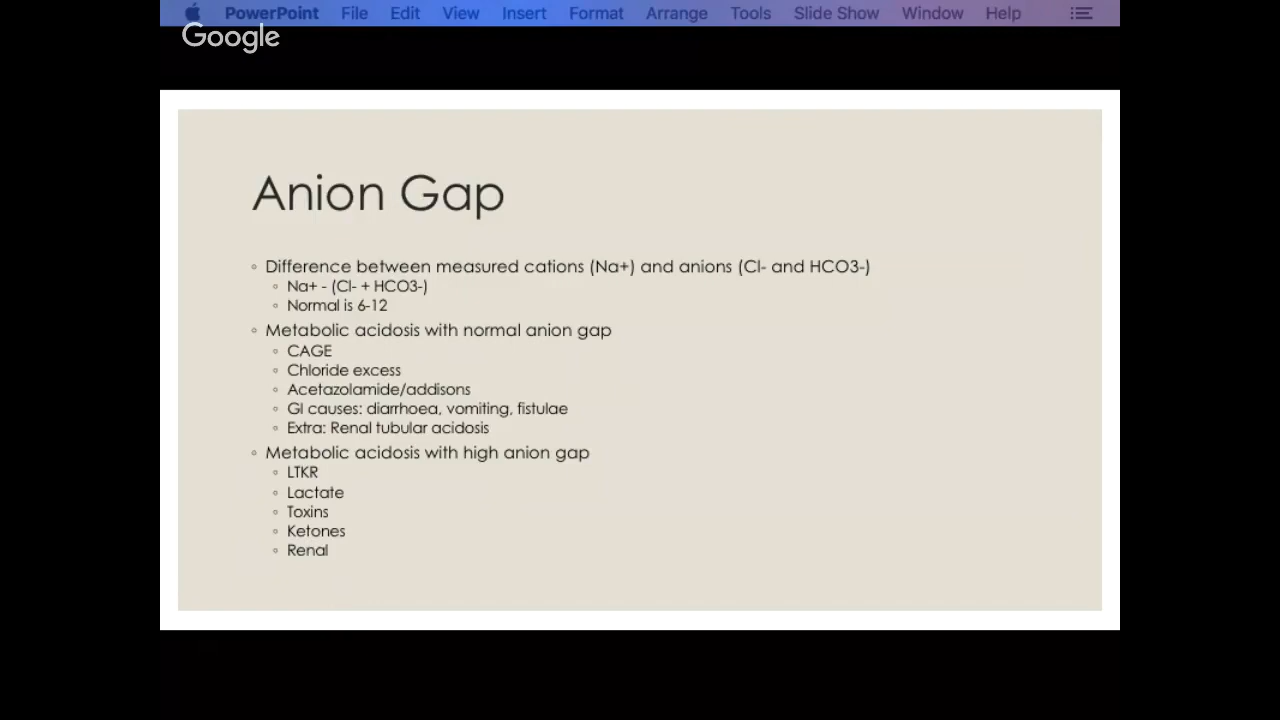 PowerPoint File Edit View Insert Format Arrange Tools Slide Show Window Help
Google
Anion Gap
Difference between measured cations (Na+) and anions (Cl- and HCO3-)
Na+ - (Cl- + HCO3-)
Normal is 6-12
Metabolic acidosis with normal anion gap
CAGE
Chloride excess
Acetazolamide/addisons
GI causes: diarrhoea, vomiting, fistulae
Extra: Renal tubular acidosis
Metabolic acidosis with high anion gap
LTKR
Lactate
Toxins
Ketones
Renal